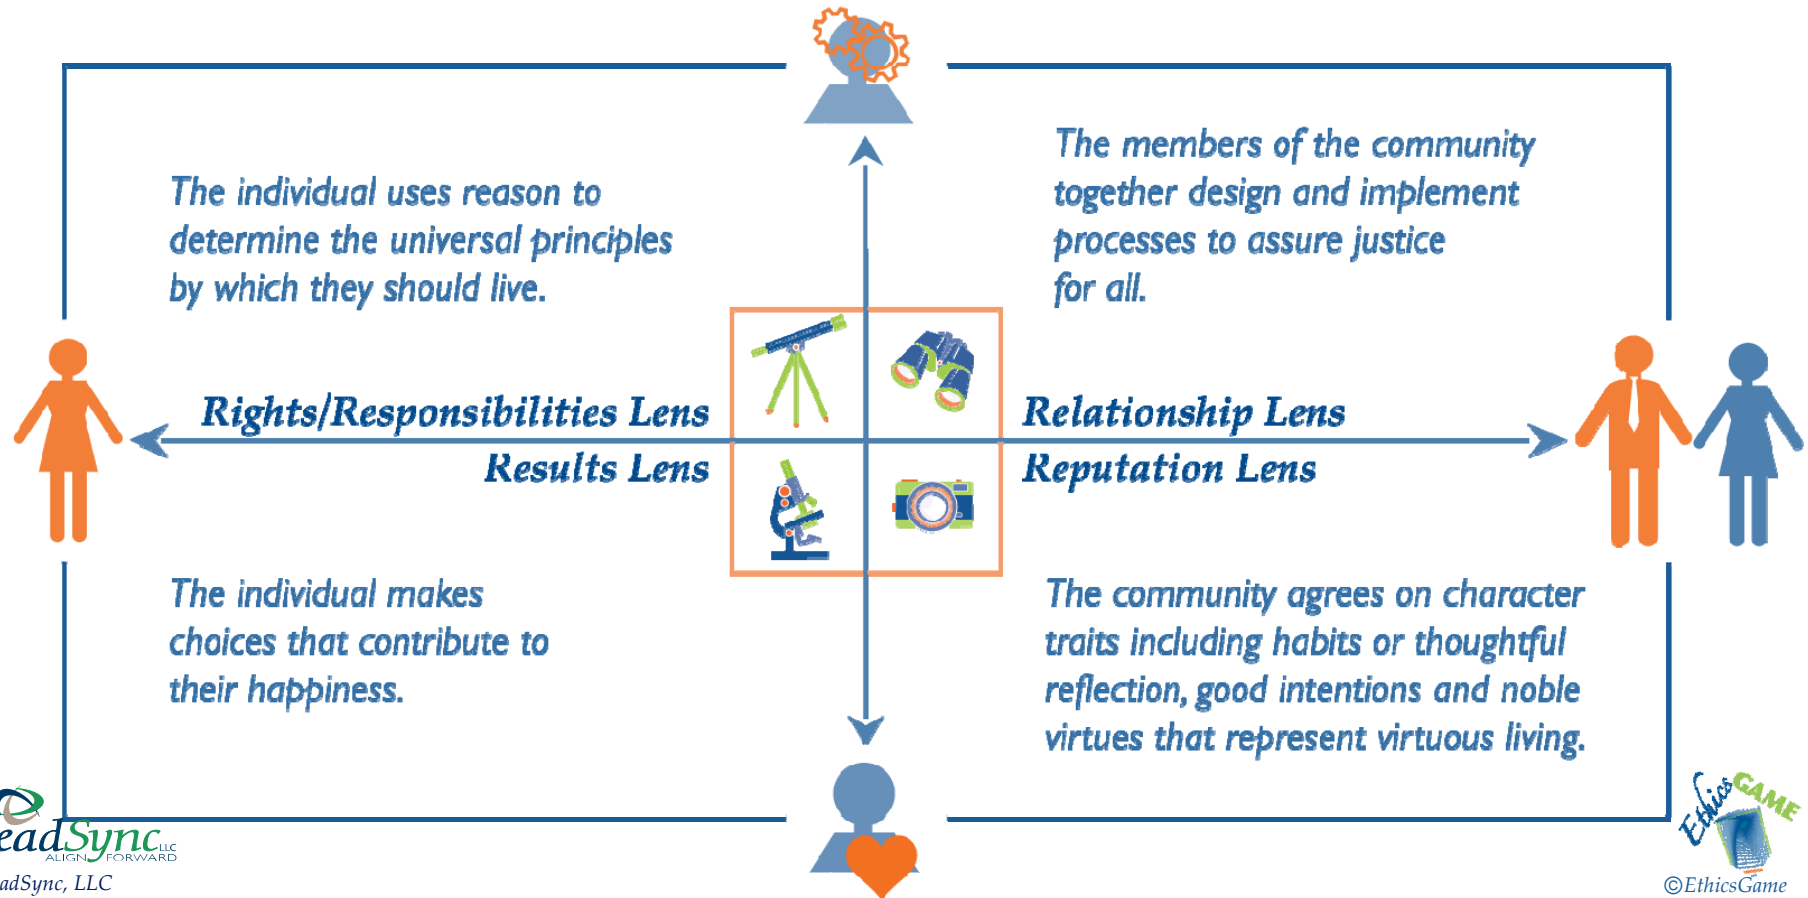 The individual uses reason to
determine the universal principles
by which they should live.
The members of the community
together design and implement
processes to assure justice
for all.
Rights/Responsibilities Lens
Relationship Lens
Results Lens
Reputation Lens
The individual makes
choices that contribute to
their happiness.
The community agrees on character
traits including habits or thoughtful
reflection, good intentions and noble
virtues that represent virtuous living.
eadSync LLC
ALIGN FORWARD
adSync, LLC
Ethics GAME
©EthicsGame